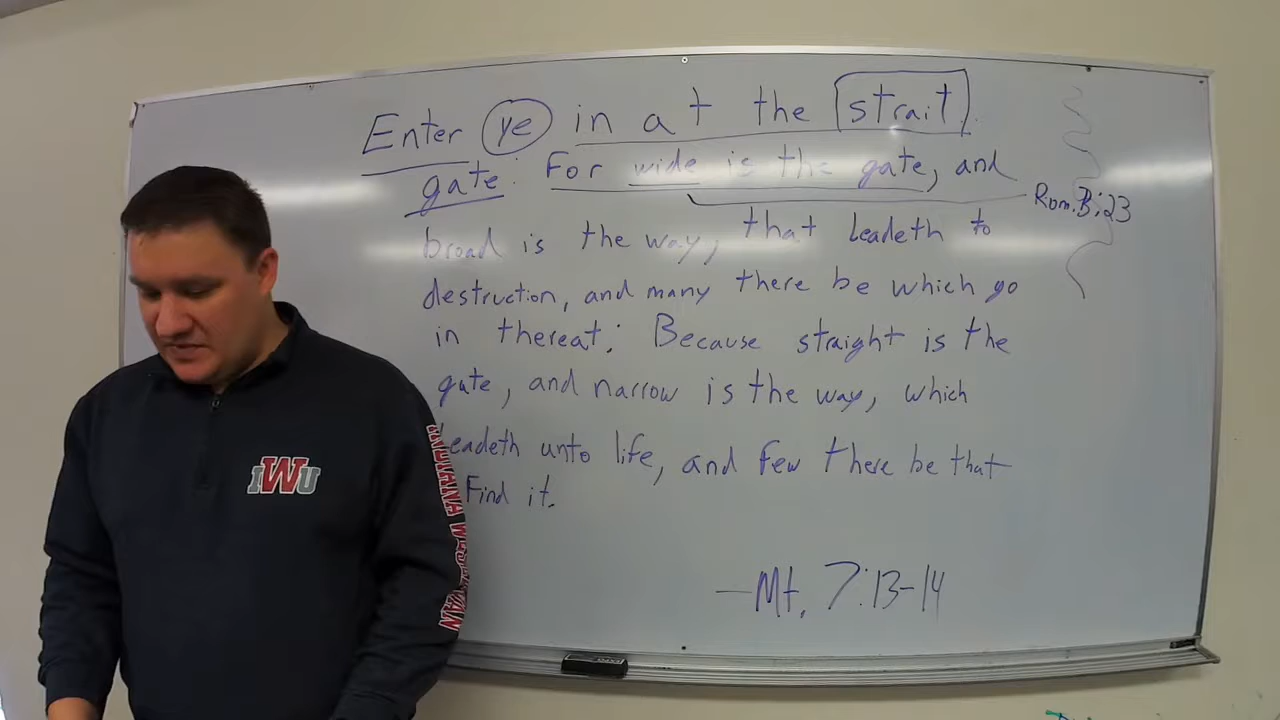 Enter ye in at the strait
gate: For wide is the gate, and
Rom. 3:23
broad is the way, that leadeth to
destruction, and many there be which go
in thereat: Because straight is the
gate, and narrow is the way, which
leadeth unto life, and few there be that
Find it.
—Mt. 7:13-14
IWU
INDIANA WESLEYAN